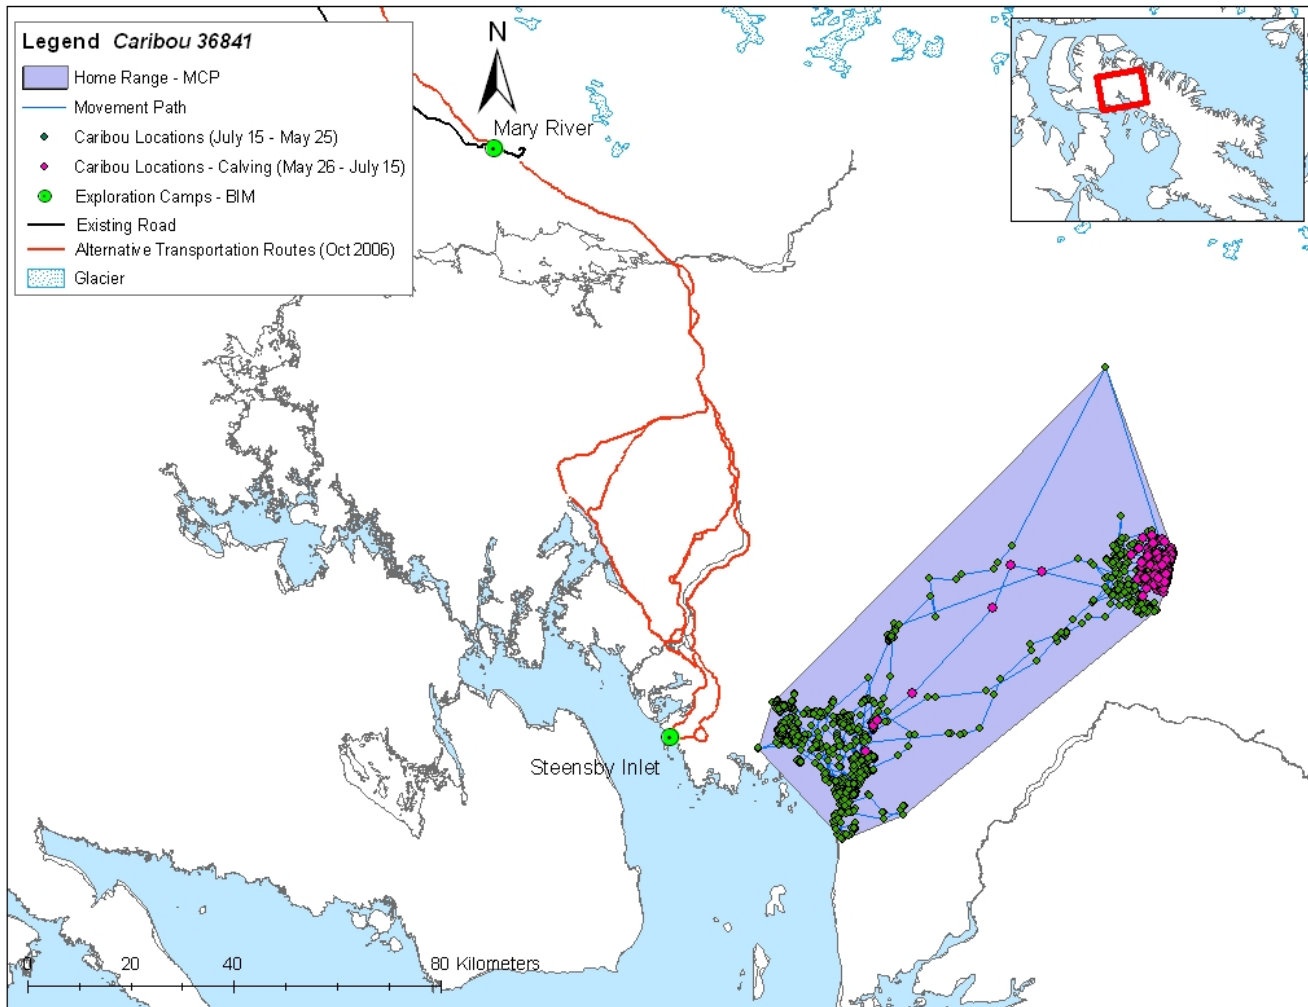 Legend Caribou 36841
Home Range - MCP
Movement Path
Caribou Locations (July 15 - May 25)
Caribou Locations - Calving (May 26 - July 15)
Exploration Camps - BIM
Existing Road
Alternative Transportation Routes (Oct 2006)
Glacier
N
Mary River
Steensby Inlet
0 20 40 80 Kilometers